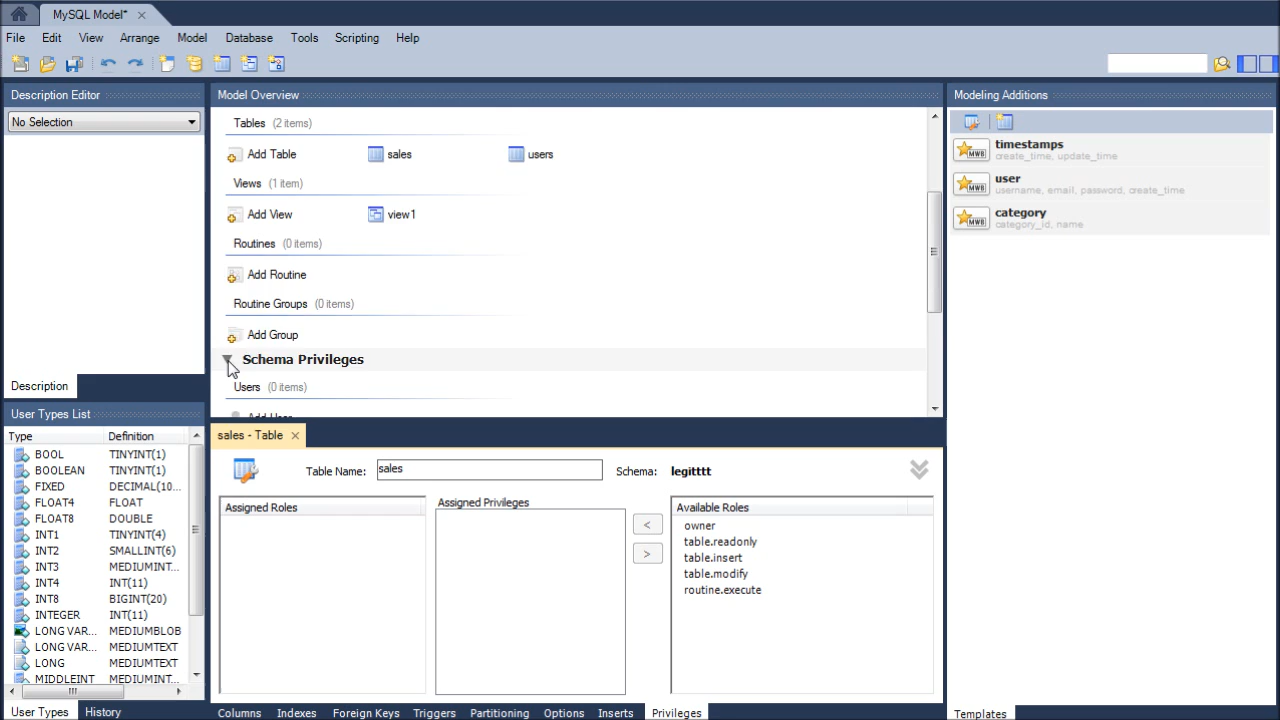 MySQL Model*
File Edit View Arrange Model Database Tools Scripting Help
Description Editor
No Selection
Description
User Types List
Type Definition
BOOL TINYINT(1)
BOOLEAN TINYINT(1)
FIXED DECIMAL(10...
FLOAT4 FLOAT
FLOAT8 DOUBLE
INT1 TINYINT(4)
INT2 SMALLINT(6)
INT3 MEDIUMINT...
INT4 INT(11)
INT8 BIGINT(20)
INTEGER INT(11)
LONG VAR... MEDIUMBLOB
LONG VAR... MEDIUMTEXT
LONG MEDIUMTEXT
MIDDLEINT MEDIUMINT...
User Types History
Model Overview
Tables (2 items)
Add Table sales users
Views (1 item)
Add View view1
Routines (0 items)
Add Routine
Routine Groups (0 items)
Add Group
Schema Privileges
Users (0 items)
Add User
sales - Table
Table Name: sales Schema: legitttt
Assigned Roles Assigned Privileges Available Roles
<
>
owner
table.readonly
table.insert
table.modify
routine.execute
Columns Indexes Foreign Keys Triggers Partitioning Options Inserts Privileges
Modeling Additions
MWB timestamps
create_time, update_time
MWB user
username, email, password, create_time
MWB category
category_id, name
Templates